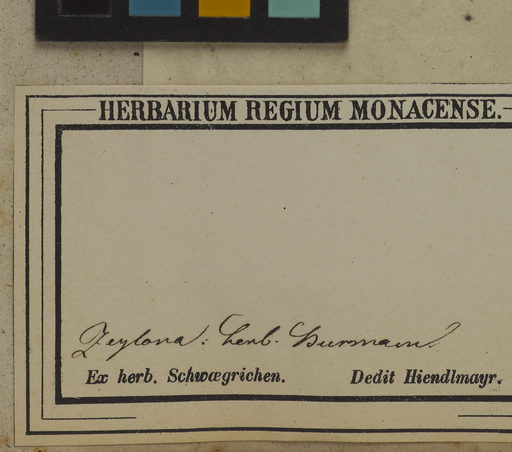 HERBARIUM REGIUM MONACENSE.
Zeylona: herb. Burmann.
Ex herb. Schwægrichen. Dedit Hiendlmayr.